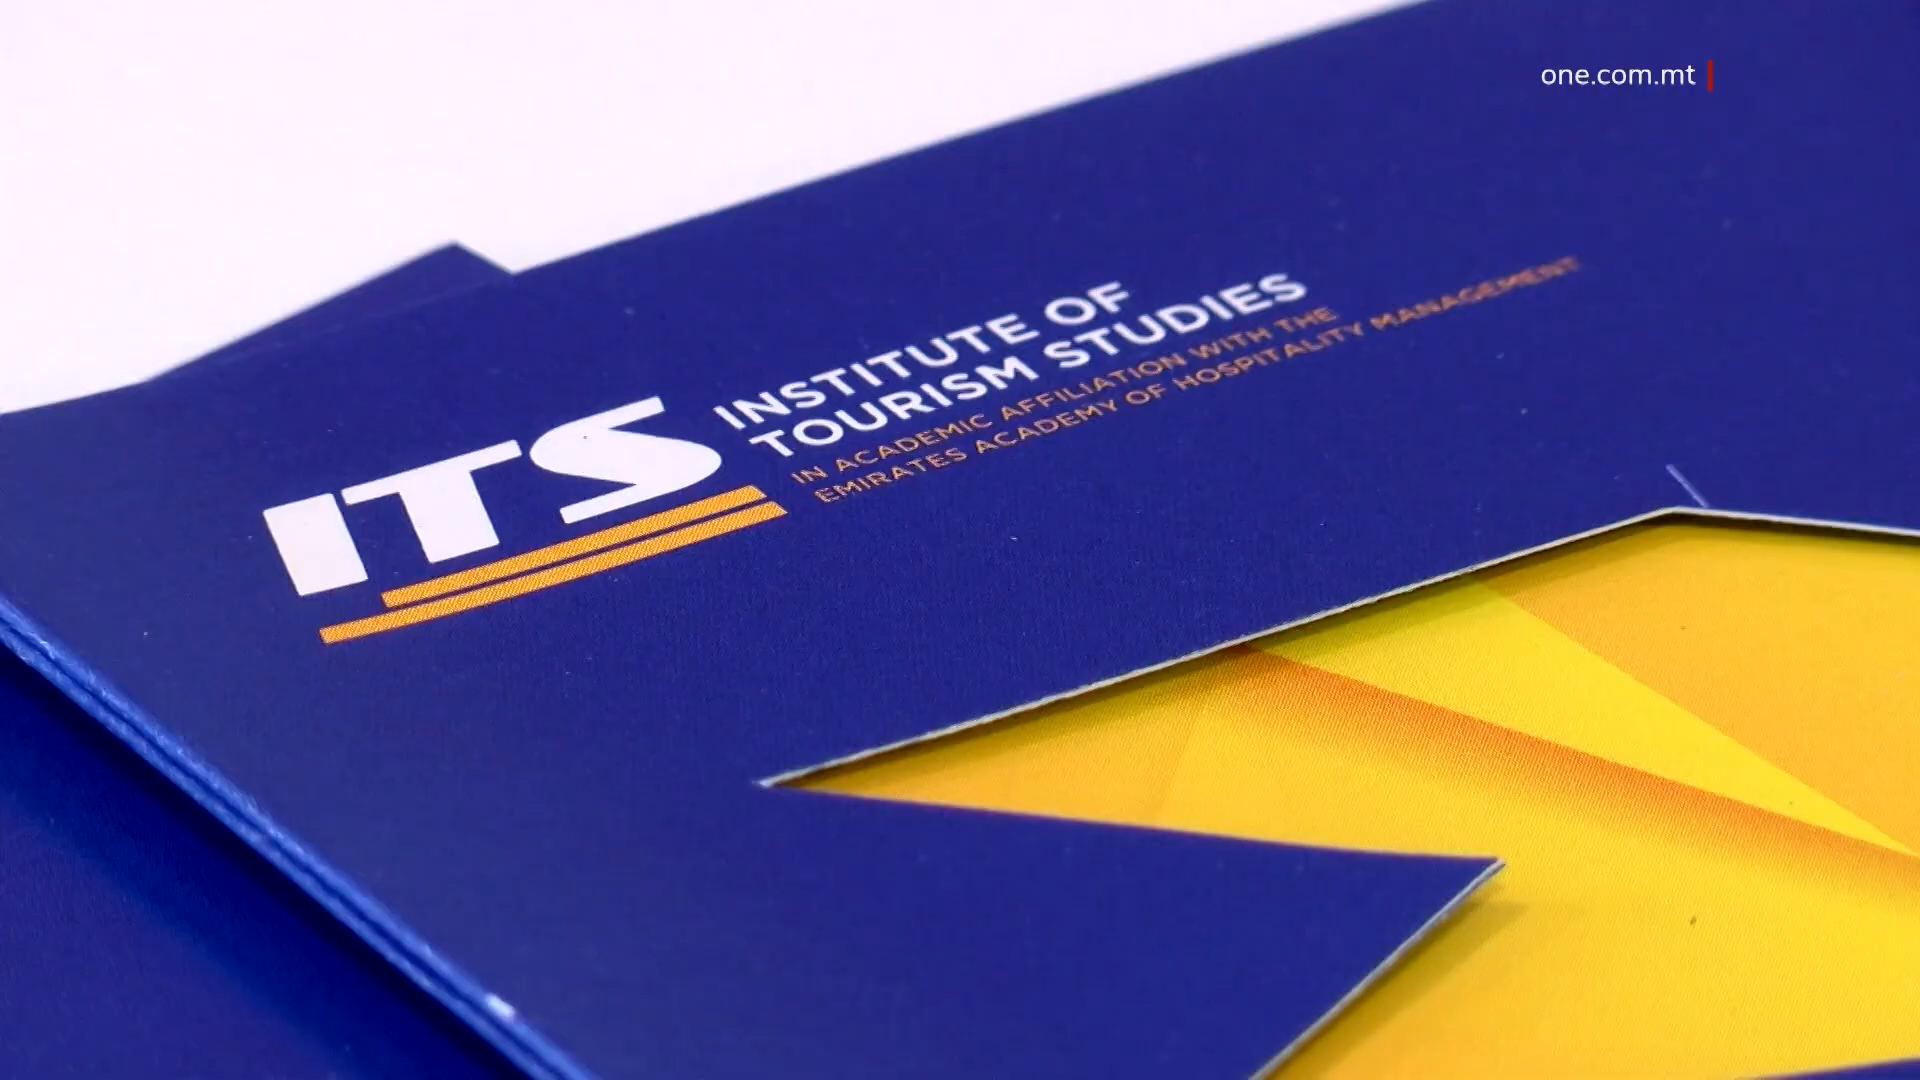 one.com.mt
ITS
INSTITUTE OF
TOURISM STUDIES
IN ACADEMIC AFFILIATION WITH THE
EMIRATES ACADEMY OF HOSPITALITY MANAGEMENT